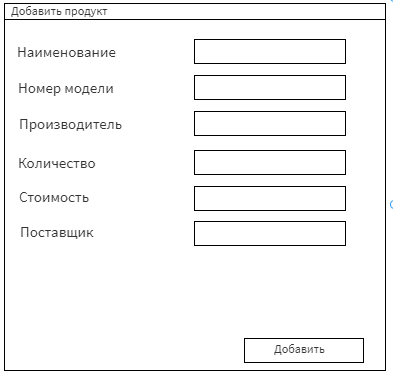 Добавить продукт
Наименование
Номер модели
Производитель
Количество
Стоимость
Поставщик
Добавить